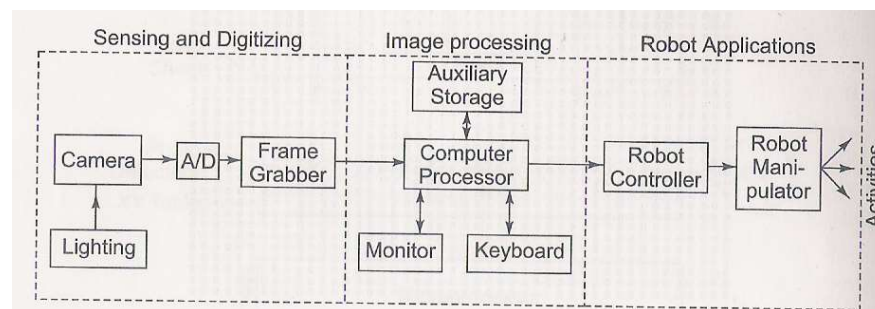 Sensing and Digitizing
Image processing
Robot Applications
Auxiliary
Storage
Camera
A/D
Frame
Grabber
Computer
Processor
Robot
Controller
Robot
Mani-
pulator
Activities
Lighting
Monitor
Keyboard